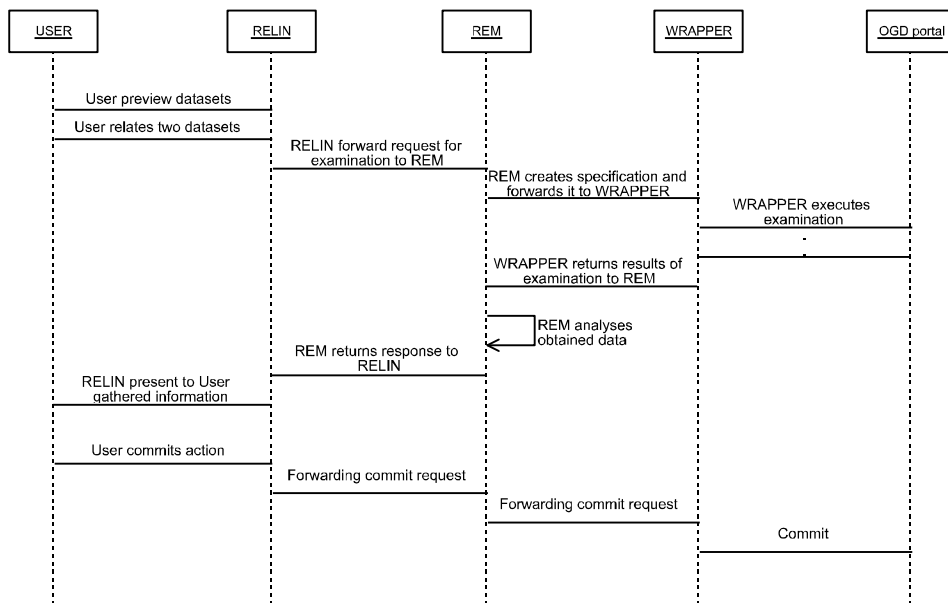 USER
RELIN
REM
WRAPPER
OGD portal
User preview datasets
User relates two datasets
RELIN forward request for
examination to REM
REM creates specification and
forwards it to WRAPPER
WRAPPER executes
examination
WRAPPER returns results of
examination to REM
REM analyses
obtained data
REM returns response to
RELIN
RELIN present to User
gathered information
User commits action
Forwarding commit request
Forwarding commit request
Commit